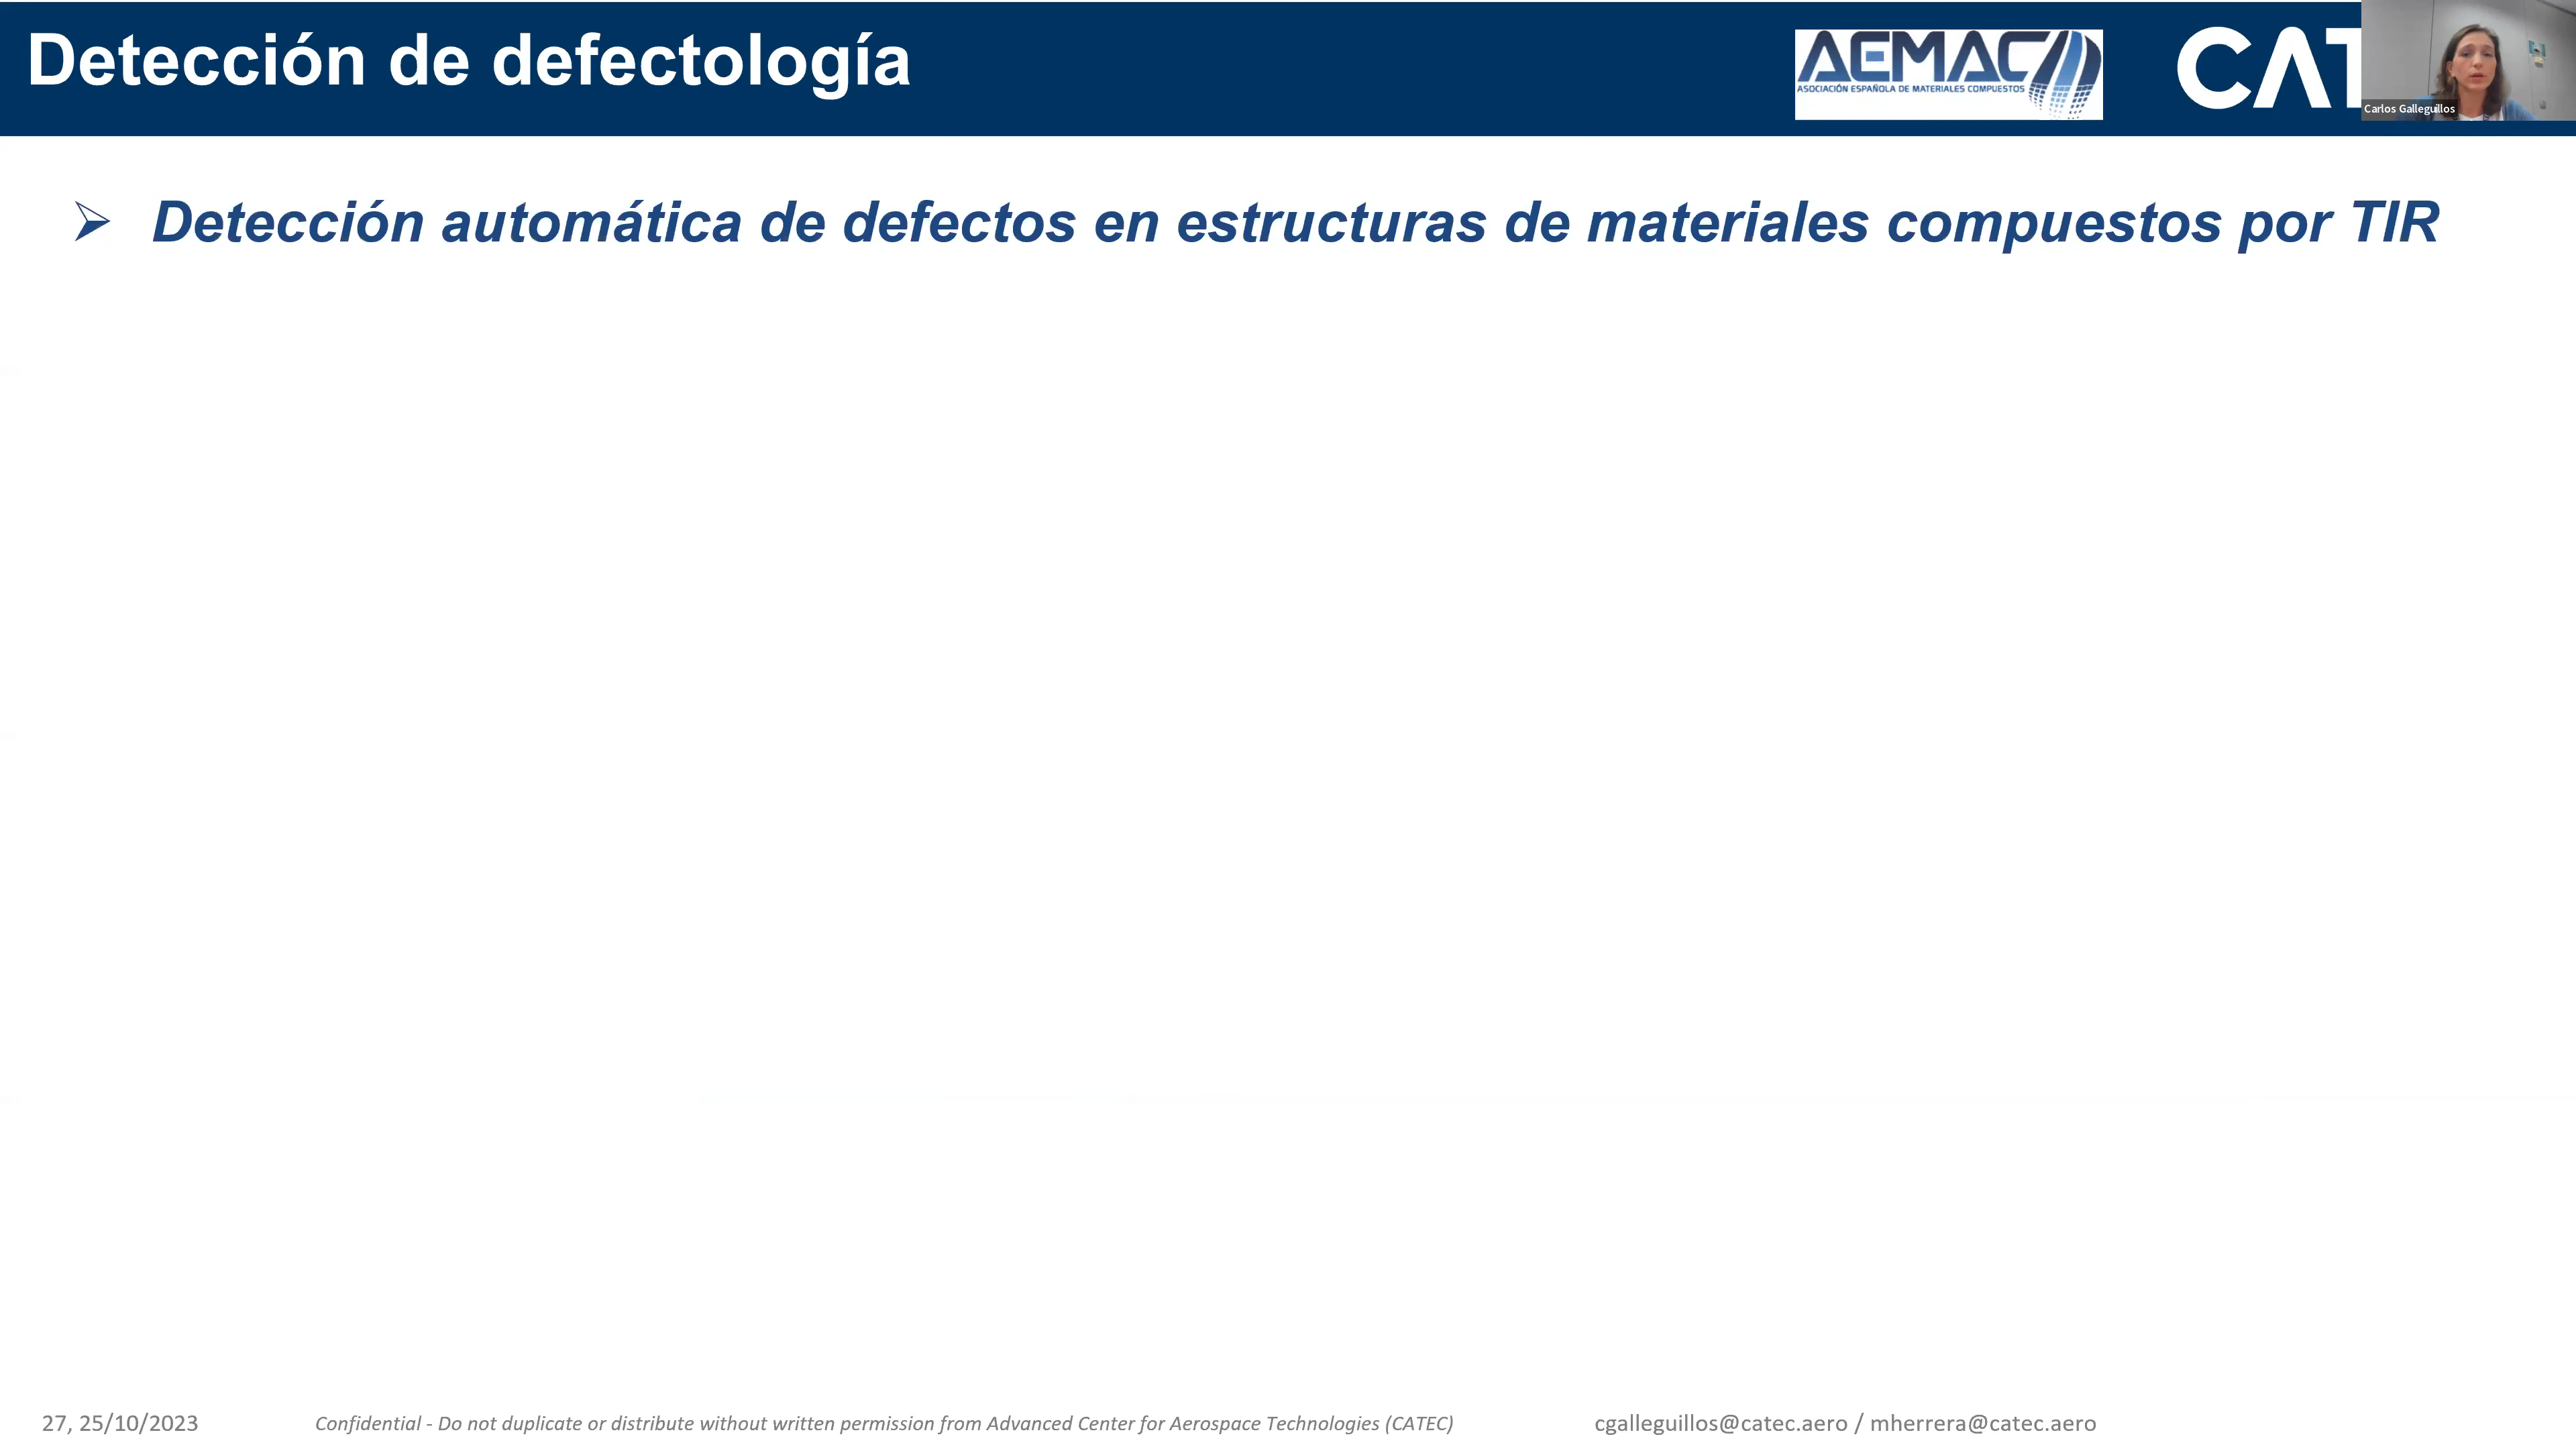 Detección de defectología
AEMAC
ASOCIACIÓN ESPAÑOLA DE MATERIALES COMPUESTOS
CAT
Carlos Galleguillos
Detección automática de defectos en estructuras de materiales compuestos por TIR
27, 25/10/2023
Confidential - Do not duplicate or distribute without written permission from Advanced Center for Aerospace Technologies (CATEC)
cgalleguillos@catec.aero / mherrera@catec.aero